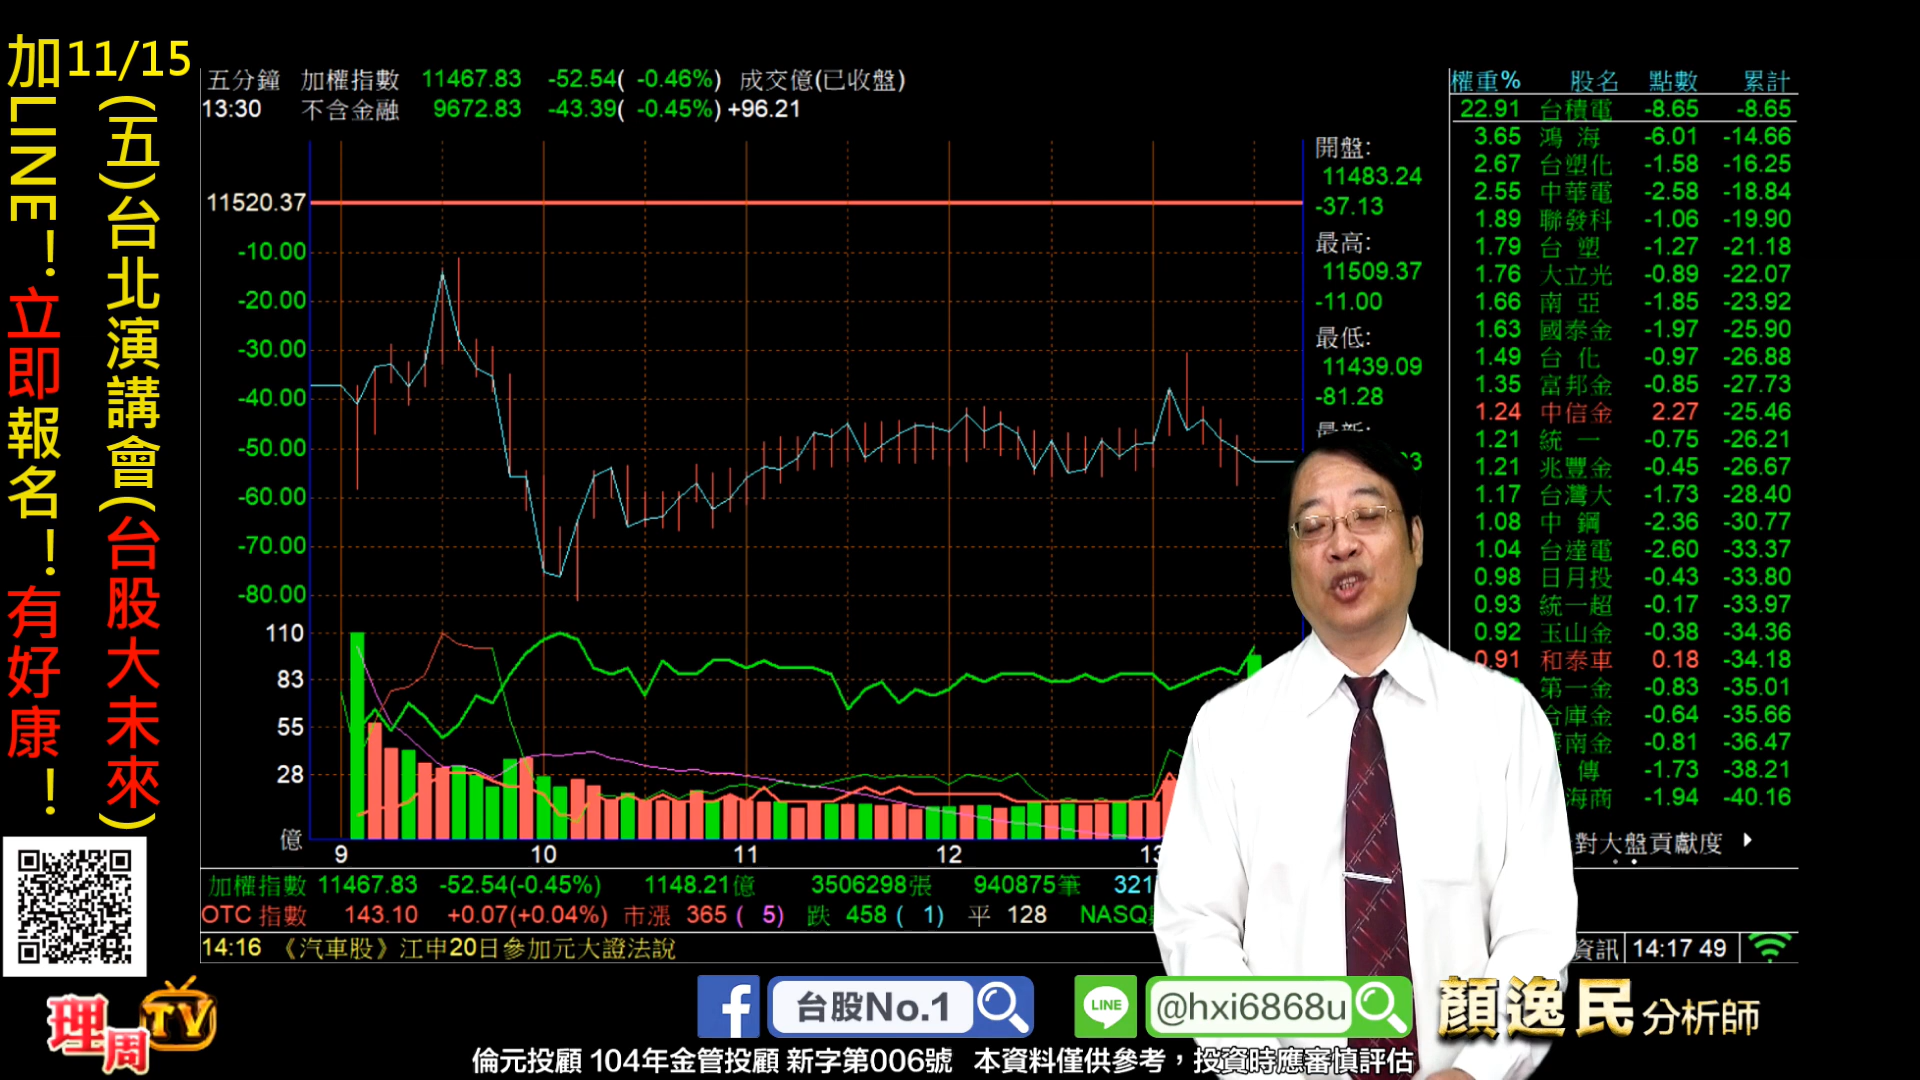 加LINE！立即報名！有好康！
11/15(五)台北演講會(台股大未來)
五分鐘 加權指數 11467.83 -52.54( -0.46%) 成交億(已收盤)
13:30 不含金融 9672.83 -43.39( -0.45%) +96.21
11520.37
-10.00
-20.00
-30.00
-40.00
-50.00
-60.00
-70.00
-80.00
110
83
55
28
億
9 10 11 12 13
開盤:
11483.24
-37.13
最高:
11509.37
-11.00
最低:
11439.09
-81.28
最新:
3
權重% 股名 點數 累計
22.91 台積電 -8.65 -8.65
3.65 鴻 海 -6.01 -14.66
2.67 台塑化 -1.58 -16.25
2.55 中華電 -2.58 -18.84
1.89 聯發科 -1.06 -19.90
1.79 台 塑 -1.27 -21.18
1.76 大立光 -0.89 -22.07
1.66 南 亞 -1.85 -23.92
1.63 國泰金 -1.97 -25.90
1.49 台 化 -0.97 -26.88
1.35 富邦金 -0.85 -27.73
1.24 中信金 2.27 -25.46
1.21 統 一 -0.75 -26.21
1.21 兆豐金 -0.45 -26.67
1.17 台灣大 -1.73 -28.40
1.08 中 鋼 -2.36 -30.77
1.04 台達電 -2.60 -33.37
0.98 日月投 -0.43 -33.80
0.93 統一超 -0.17 -33.97
0.92 玉山金 -0.38 -34.36
0.91 和泰車 0.18 -34.18
第一金 -0.83 -35.01
合庫金 -0.64 -35.66
南金 -0.81 -36.47
傳 -1.73 -38.21
海商 -1.94 -40.16
對大盤貢獻度
加權指數 11467.83 -52.54(-0.45%) 1148.21億 3506298張 940875筆 321
OTC 指數 143.10 +0.07(+0.04%) 市漲 365 ( 5) 跌 458 ( 1) 平 128 NASQ
14:16 《汽車股》江申20日參加元大證法說
資訊 14:17 49
理周TV
台股No.1
LINE
@hxi6868u
顏逸民 分析師
倫元投顧 104年金管投顧 新字第006號 本資料僅供參考，投資時應審慎評估